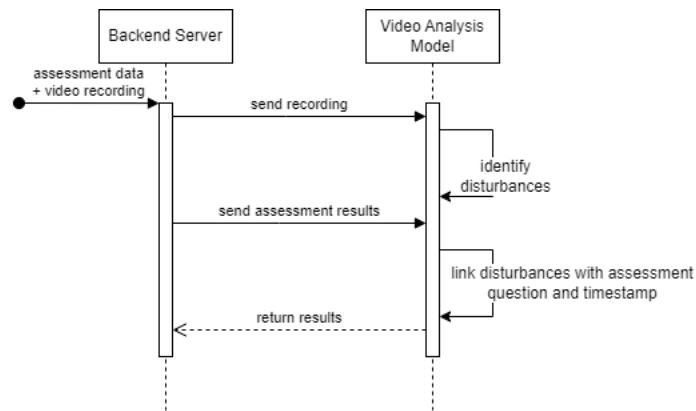 Backend Server
Video Analysis
Model
assessment data
+ video recording
send recording
identify
disturbances
send assessment results
link disturbances with assessment
question and timestamp
return results